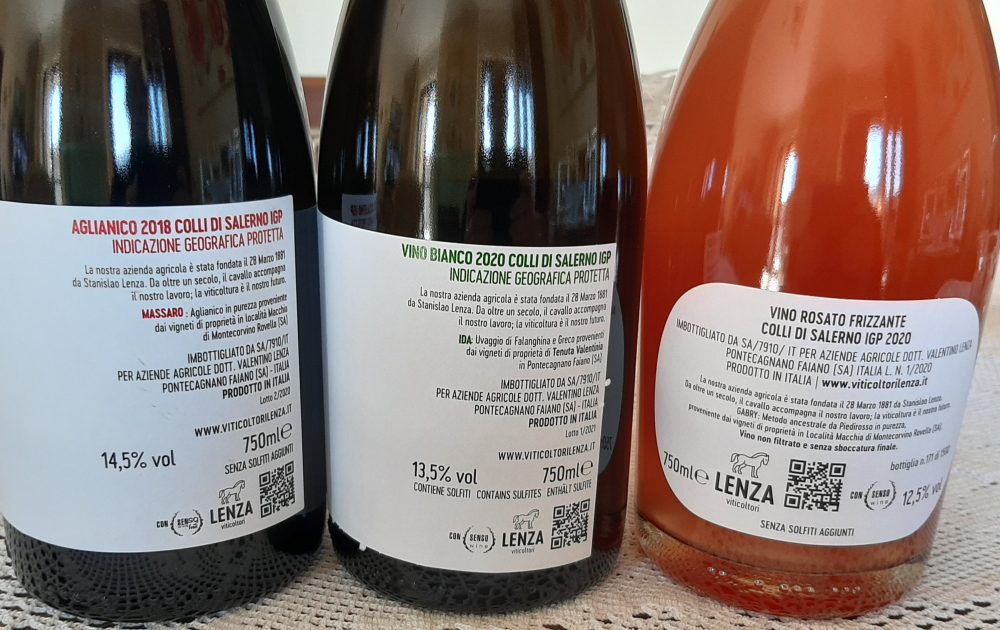 AGLIANICO 2018 COLLI DI SALERNO IGP
INDICAZIONE GEOGRAFICA PROTETTA
La nostra azienda agricola è stata fondata il 28 Marzo 1881
da Stanislao Lenza. Da oltre un secolo, il cavallo accompagna
il nostro lavoro; la viticoltura è il nostro futuro.
MASSARO : Aglianico in purezza proveniente
dai vigneti di proprietà in località Macchia
di Montecorvino Rovella (SA)
IMBOTTIGLIATO DA SA/7910/IT
PER AZIENDE AGRICOLE DOTT. VALENTINO LENZA
PONTECAGNANO FAIANO (SA) - ITALIA
PRODOTTO IN ITALIA
Lotto 2/2020
WWW.VITICOLTORILENZA.IT
14,5% vol
750ml e
SENZA SOLFITI AGGIUNTI
CON
SENSO
LENZA
viticoltori
VINO BIANCO 2020 COLLI DI SALERNO IGP
INDICAZIONE GEOGRAFICA PROTETTA
La nostra azienda agricola è stata fondata il 28 Marzo 1881
da Stanislao Lenza. Da oltre un secolo, il cavallo accompagna
il nostro lavoro; la viticoltura è il nostro futuro.
IDA: Uvaggio di Falanghina e Greco provenienti
dai vigneti di proprietà di Tenuta Valentinia
in Pontecagnano Faiano (SA)
IMBOTTIGLIATO DA SA/7910/IT
PER AZIENDE AGRICOLE DOTT. VALENTINO LENZA
PONTECAGNANO FAIANO (SA) - ITALIA
PRODOTTO IN ITALIA
Lotto 1/2021
WWW.VITICOLTORILENZA.IT
13,5% vol
750ml e
CONTIENE SOLFITI CONTAINS SULFITES ENTHÄLT SULFITE
CON
SENSO
wine
LENZA
viticoltori
VINO ROSATO FRIZZANTE
COLLI DI SALERNO IGP 2020
IMBOTTIGLIATO DA SA/7910/ IT PER AZIENDE AGRICOLE DOTT. VALENTINO LENZA
PONTECAGNANO FAIANO (SA) ITALIA L. N. 1/2020
PRODOTTO IN ITALIA | www.viticoltorilenza.it
La nostra azienda agricola è stata fondata il 28 Marzo 1881 da Stanislao Lenza.
Da oltre un secolo, il cavallo accompagna il nostro lavoro; la viticoltura è il nostro futuro.
GABRY: Metodo ancestrale da Piedirosso in purezza,
proveniente dai vigneti di proprietà in Località Macchia di Montecorvino Rovella (SA).
Vino non filtrato e senza sboccatura finale.
bottiglia n.171 di 1500
750ml e
LENZA
viticoltori
CON
SENSO
wine
12,5% vol
SENZA SOLFITI AGGIUNTI